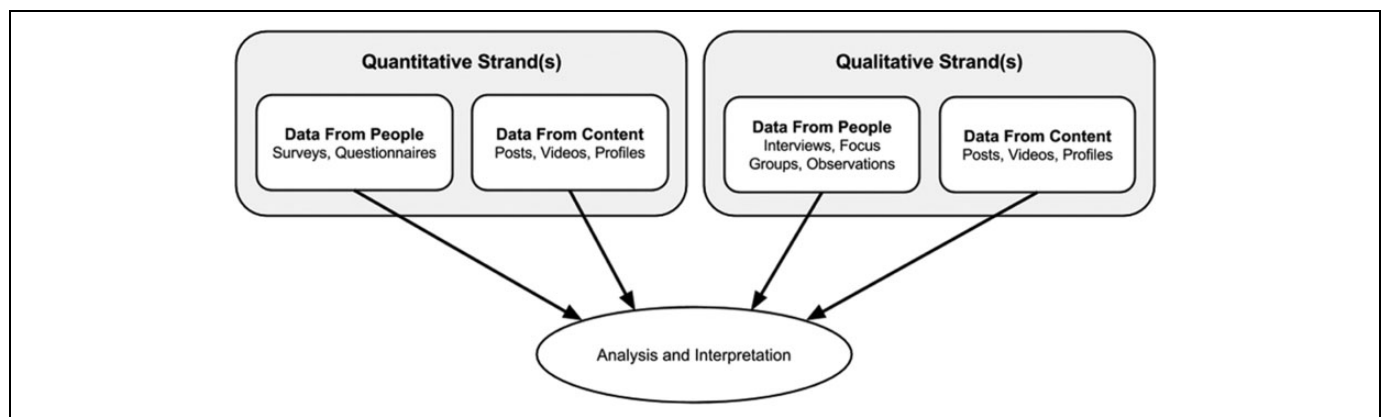 Quantitative Strand(s)
Data From People
Surveys, Questionnaires
Data From Content
Posts, Videos, Profiles
Qualitative Strand(s)
Data From People
Interviews, Focus
Groups, Observations
Data From Content
Posts, Videos, Profiles
Analysis and Interpretation